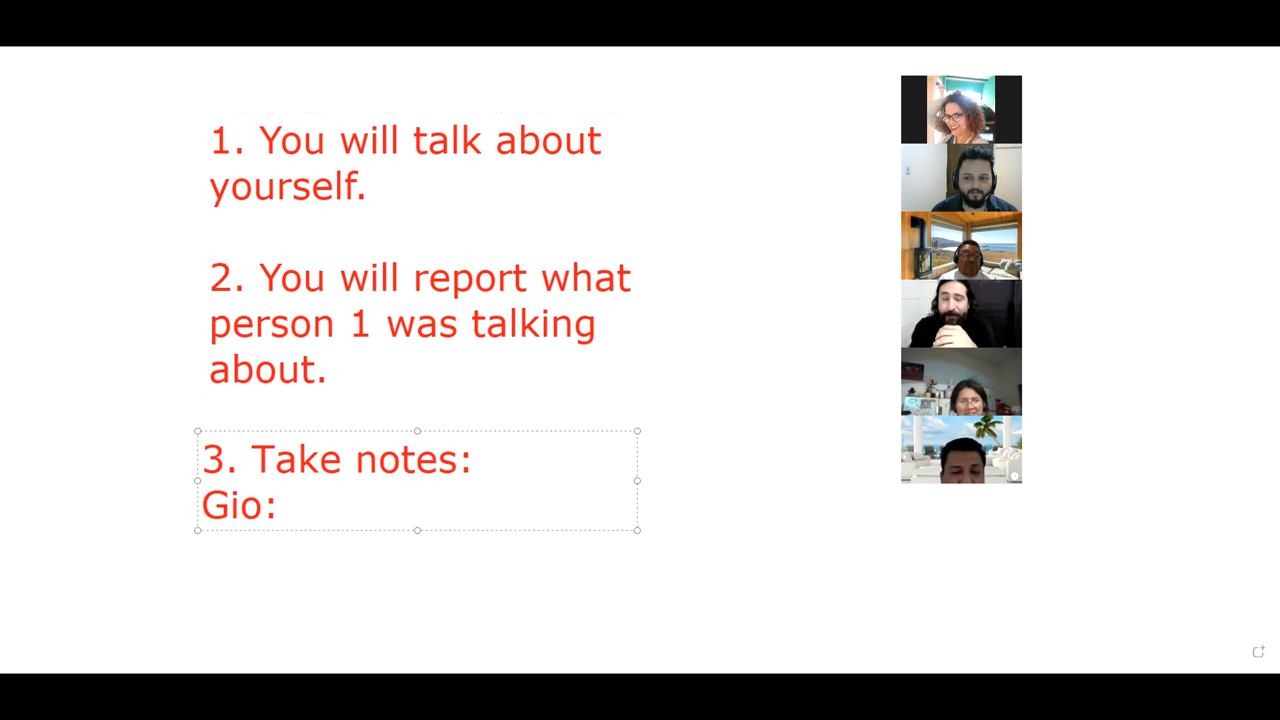 1. You will talk about
yourself.
2. You will report what
person 1 was talking
about.
3. Take notes:
Gio: